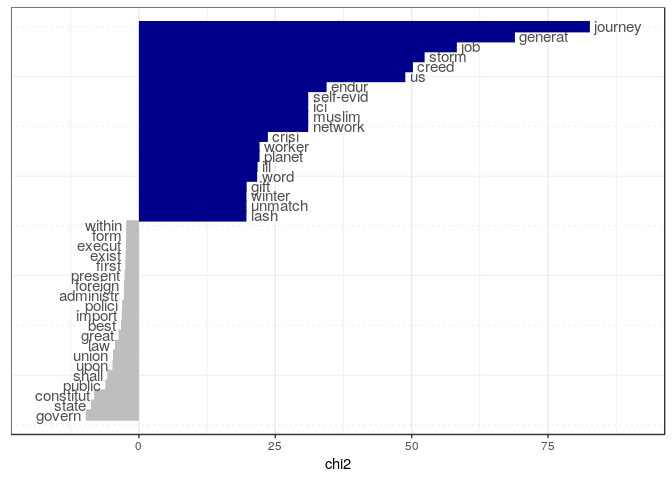 journey
generat
job
storm
creed
us
endur
self-evid
ici
muslim
network
crisi
worker
planet
ill
word
gift
winter
unmatch
lash
within
form
execut
exist
first
present
foreign
administr
polici
import
best
great
law
union
upon
shall
public
constitut
state
govern
0 25 50 75
chi2